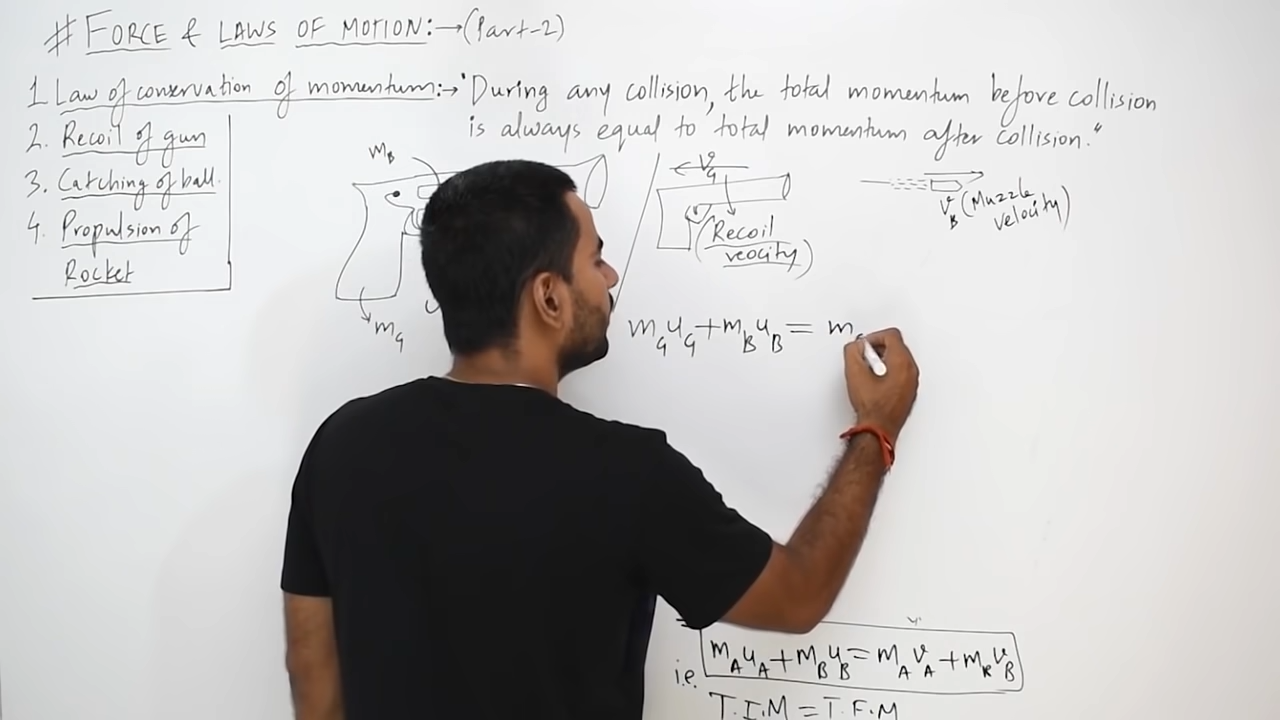 # FORCE & LAWS OF MOTION:→(Part-2)
1. Law of conservation of momentum:→"During any collision, the total momentum before collision
is always equal to total momentum after collision."
2. Recoil of gun
3. Catching of ball.
4. Propulsion of
Rocket
m_B
m_G
v_G
(Recoil
veocity)
v_B (Muzzle
velocity)
m_G u_G + m_B u_B = m
i.e. m_A u_A + m_B u_B = m_A v_A + m_B v_B
T.I.M = T.F.M